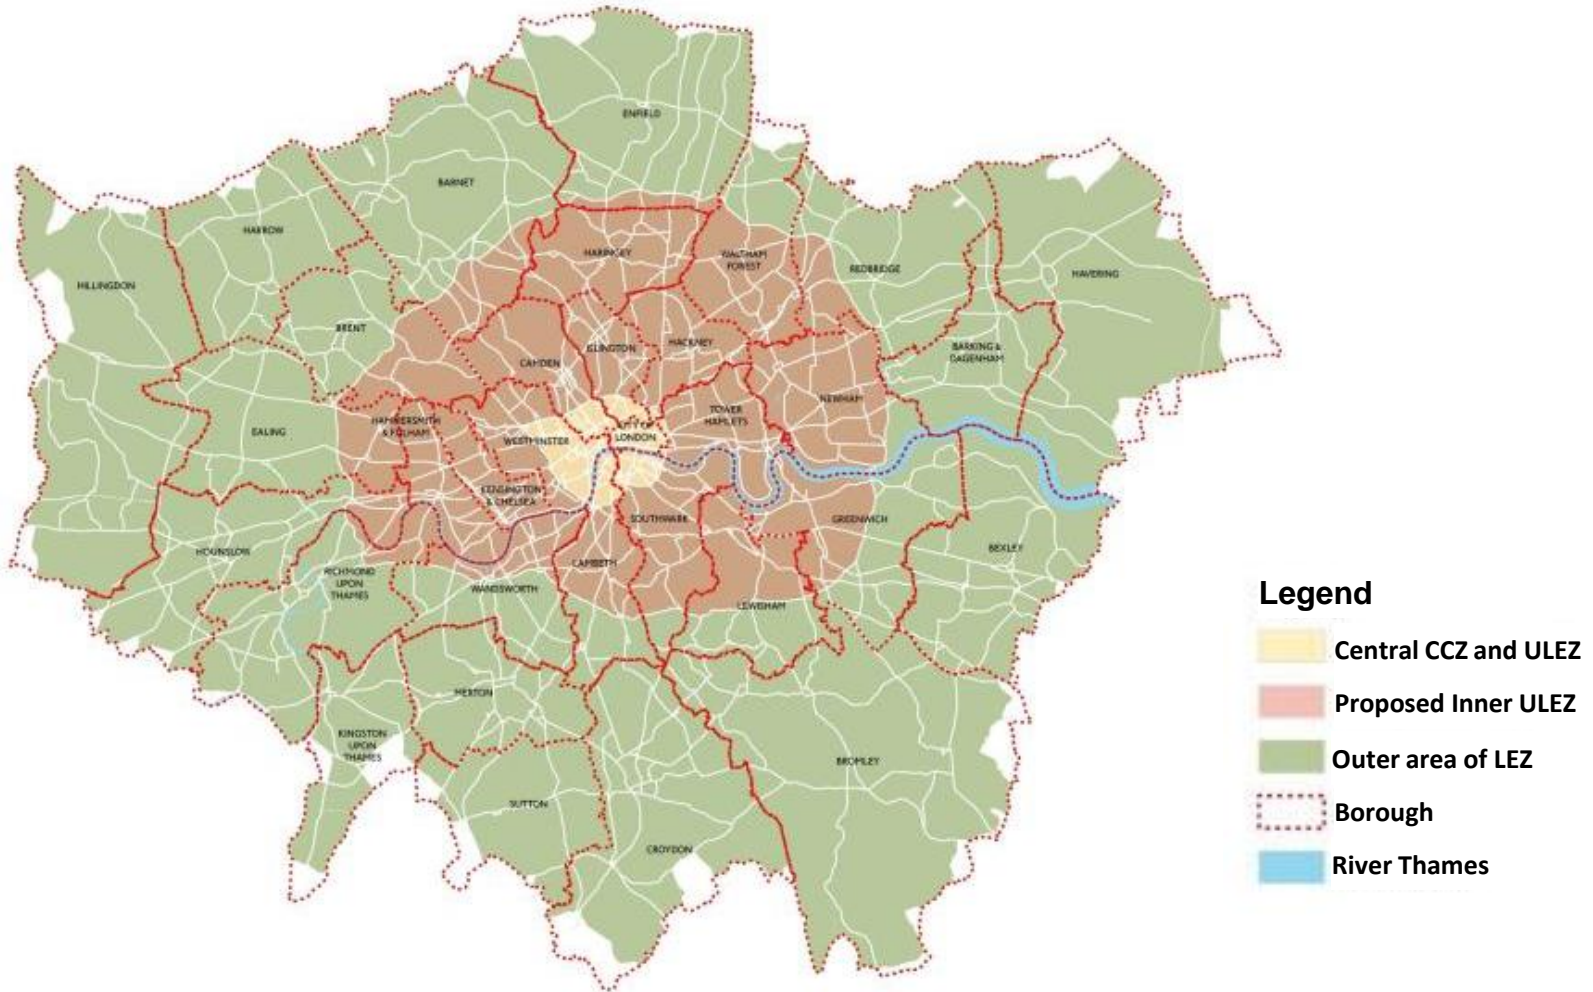 ENFIELD
BARNET
HARROW
HARINGEY
WALTHAM
FOREST
REDBRIDGE
HAVERING
HILLINGDON
BRENT
CAMDEN
ISLINGTON
HACKNEY
BARKING &
DAGENHAM
NEWHAM
TOWER
HAMLETS
HAMMERSMITH
& FULHAM
EALING
WESTMINSTER
CITY OF
LONDON
KENSINGTON
& CHELSEA
SOUTHWARK
GREENWICH
HOUNSLOW
BEXLEY
LAMBETH
RICHMOND
UPON
THAMES
WANDSWORTH
LEWISHAM
MERTON
KINGSTON
UPON
THAMES
BROMLEY
SUTTON
CROYDON
Legend
Central CCZ and ULEZ
Proposed Inner ULEZ
Outer area of LEZ
Borough
River Thames